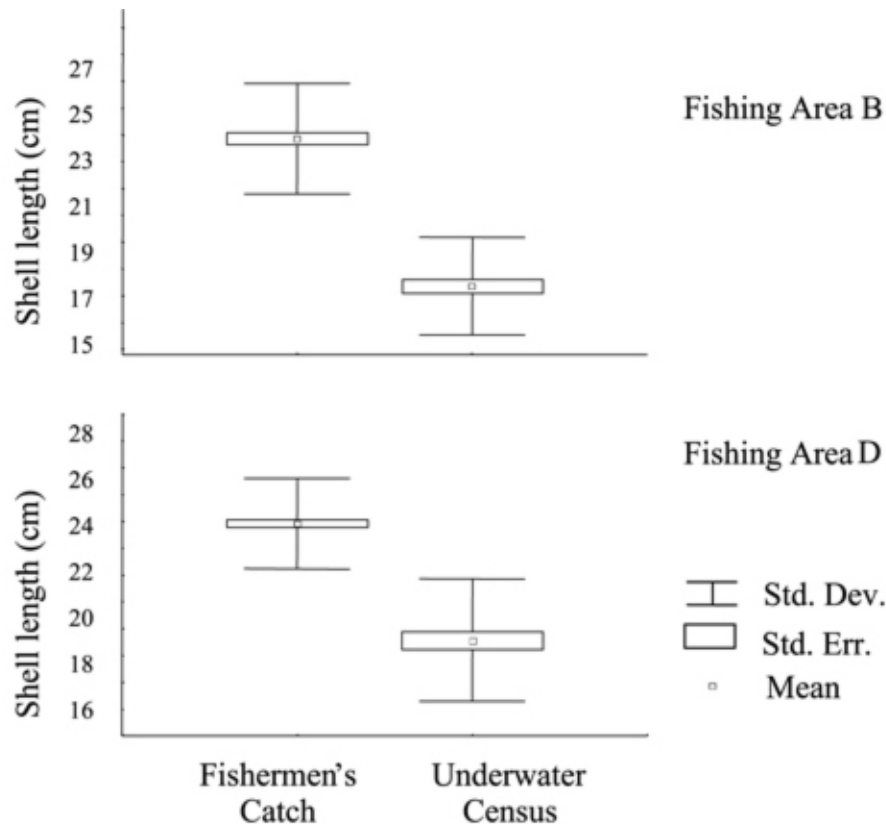 Shell length (cm)
27
25
23
21
19
17
15
Fishing Area B
Shell length (cm)
28
26
24
22
20
18
16
Fishing Area D
Std. Dev.
Std. Err.
Mean
Fishermen's
Catch
Underwater
Census